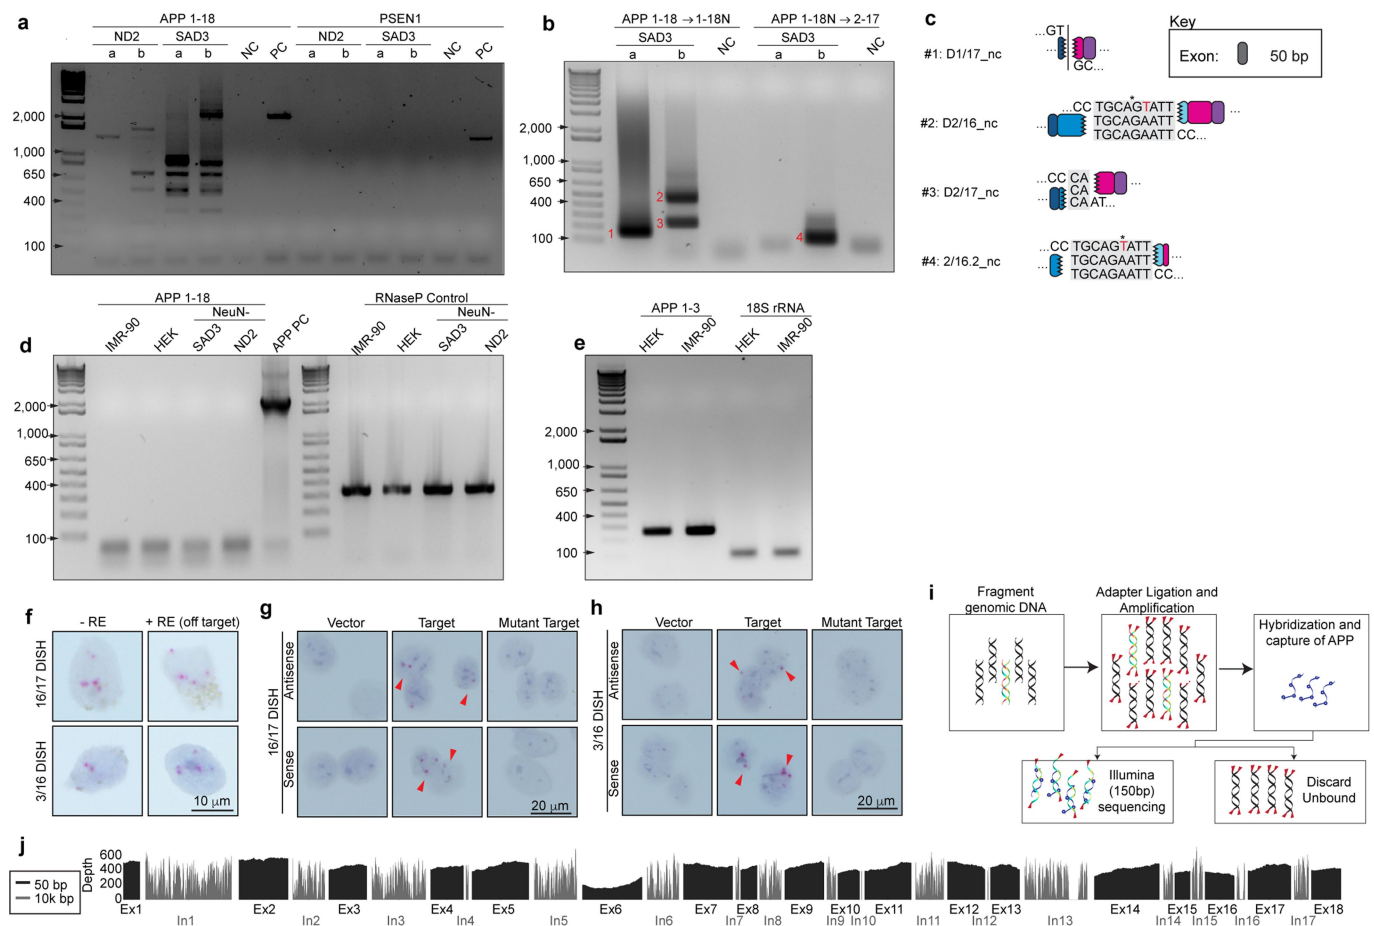 a
APP 1-18
PSEN1
ND2
SAD3
NC
PC
ND2
SAD3
NC
PC
a
b
a
b
a
b
a
b
2,000
1,000
650
400
100
b
APP 1-18 →1-18N
APP 1-18N → 2-17
SAD3
NC
SAD3
NC
a
b
a
b
2,000
1,000
650
400
100
1
2
3
4
c
Key
Exon: 50 bp
#1: D1/17_nc
...GT
GC...
... ...
#2: D2/16_nc
*
...CC TGCAGTATT
TGCAGAATT
TGCAGAATT CC...
... ...
#3: D2/17_nc
...CC CA
CA
CA AT...
... ...
#4: 2/16.2_nc
*
...CC TGCAGTATT
TGCAGAATT
TGCAGAATT CC...
... ...
d
APP 1-18
RNaseP Control
NeuN-
NeuN-
IMR-90
HEK
SAD3
ND2
APP PC
IMR-90
HEK
SAD3
ND2
2,000
1,000
650
400
100
e
APP 1-3
18S rRNA
HEK
IMR-90
HEK
IMR-90
2,000
1,000
650
400
100
f
- RE
+ RE (off target)
16/17 DISH
3/16 DISH
10 µm
g
Vector
Target
Mutant Target
16/17 DISH
Antisense
Sense
20 µm
h
Vector
Target
Mutant Target
3/16 DISH
Antisense
Sense
20 µm
i
Fragment
genomic DNA
Adapter Ligation and
Amplification
Hybridization and
capture of APP
Illumina
(150bp)
sequencing
Discard
Unbound
j
50 bp
10k bp
Depth
600
400
200
0
Ex1 Ex2 Ex3 Ex4 Ex5 Ex6 Ex7 Ex8 Ex9 Ex10 Ex11 Ex12 Ex13 Ex14 Ex15 Ex16 Ex17 Ex18
In1 In2 In3 In4 In5 In6 In7 In8 In9 In10 In11 In12 In13 In14 In15 In16 In17